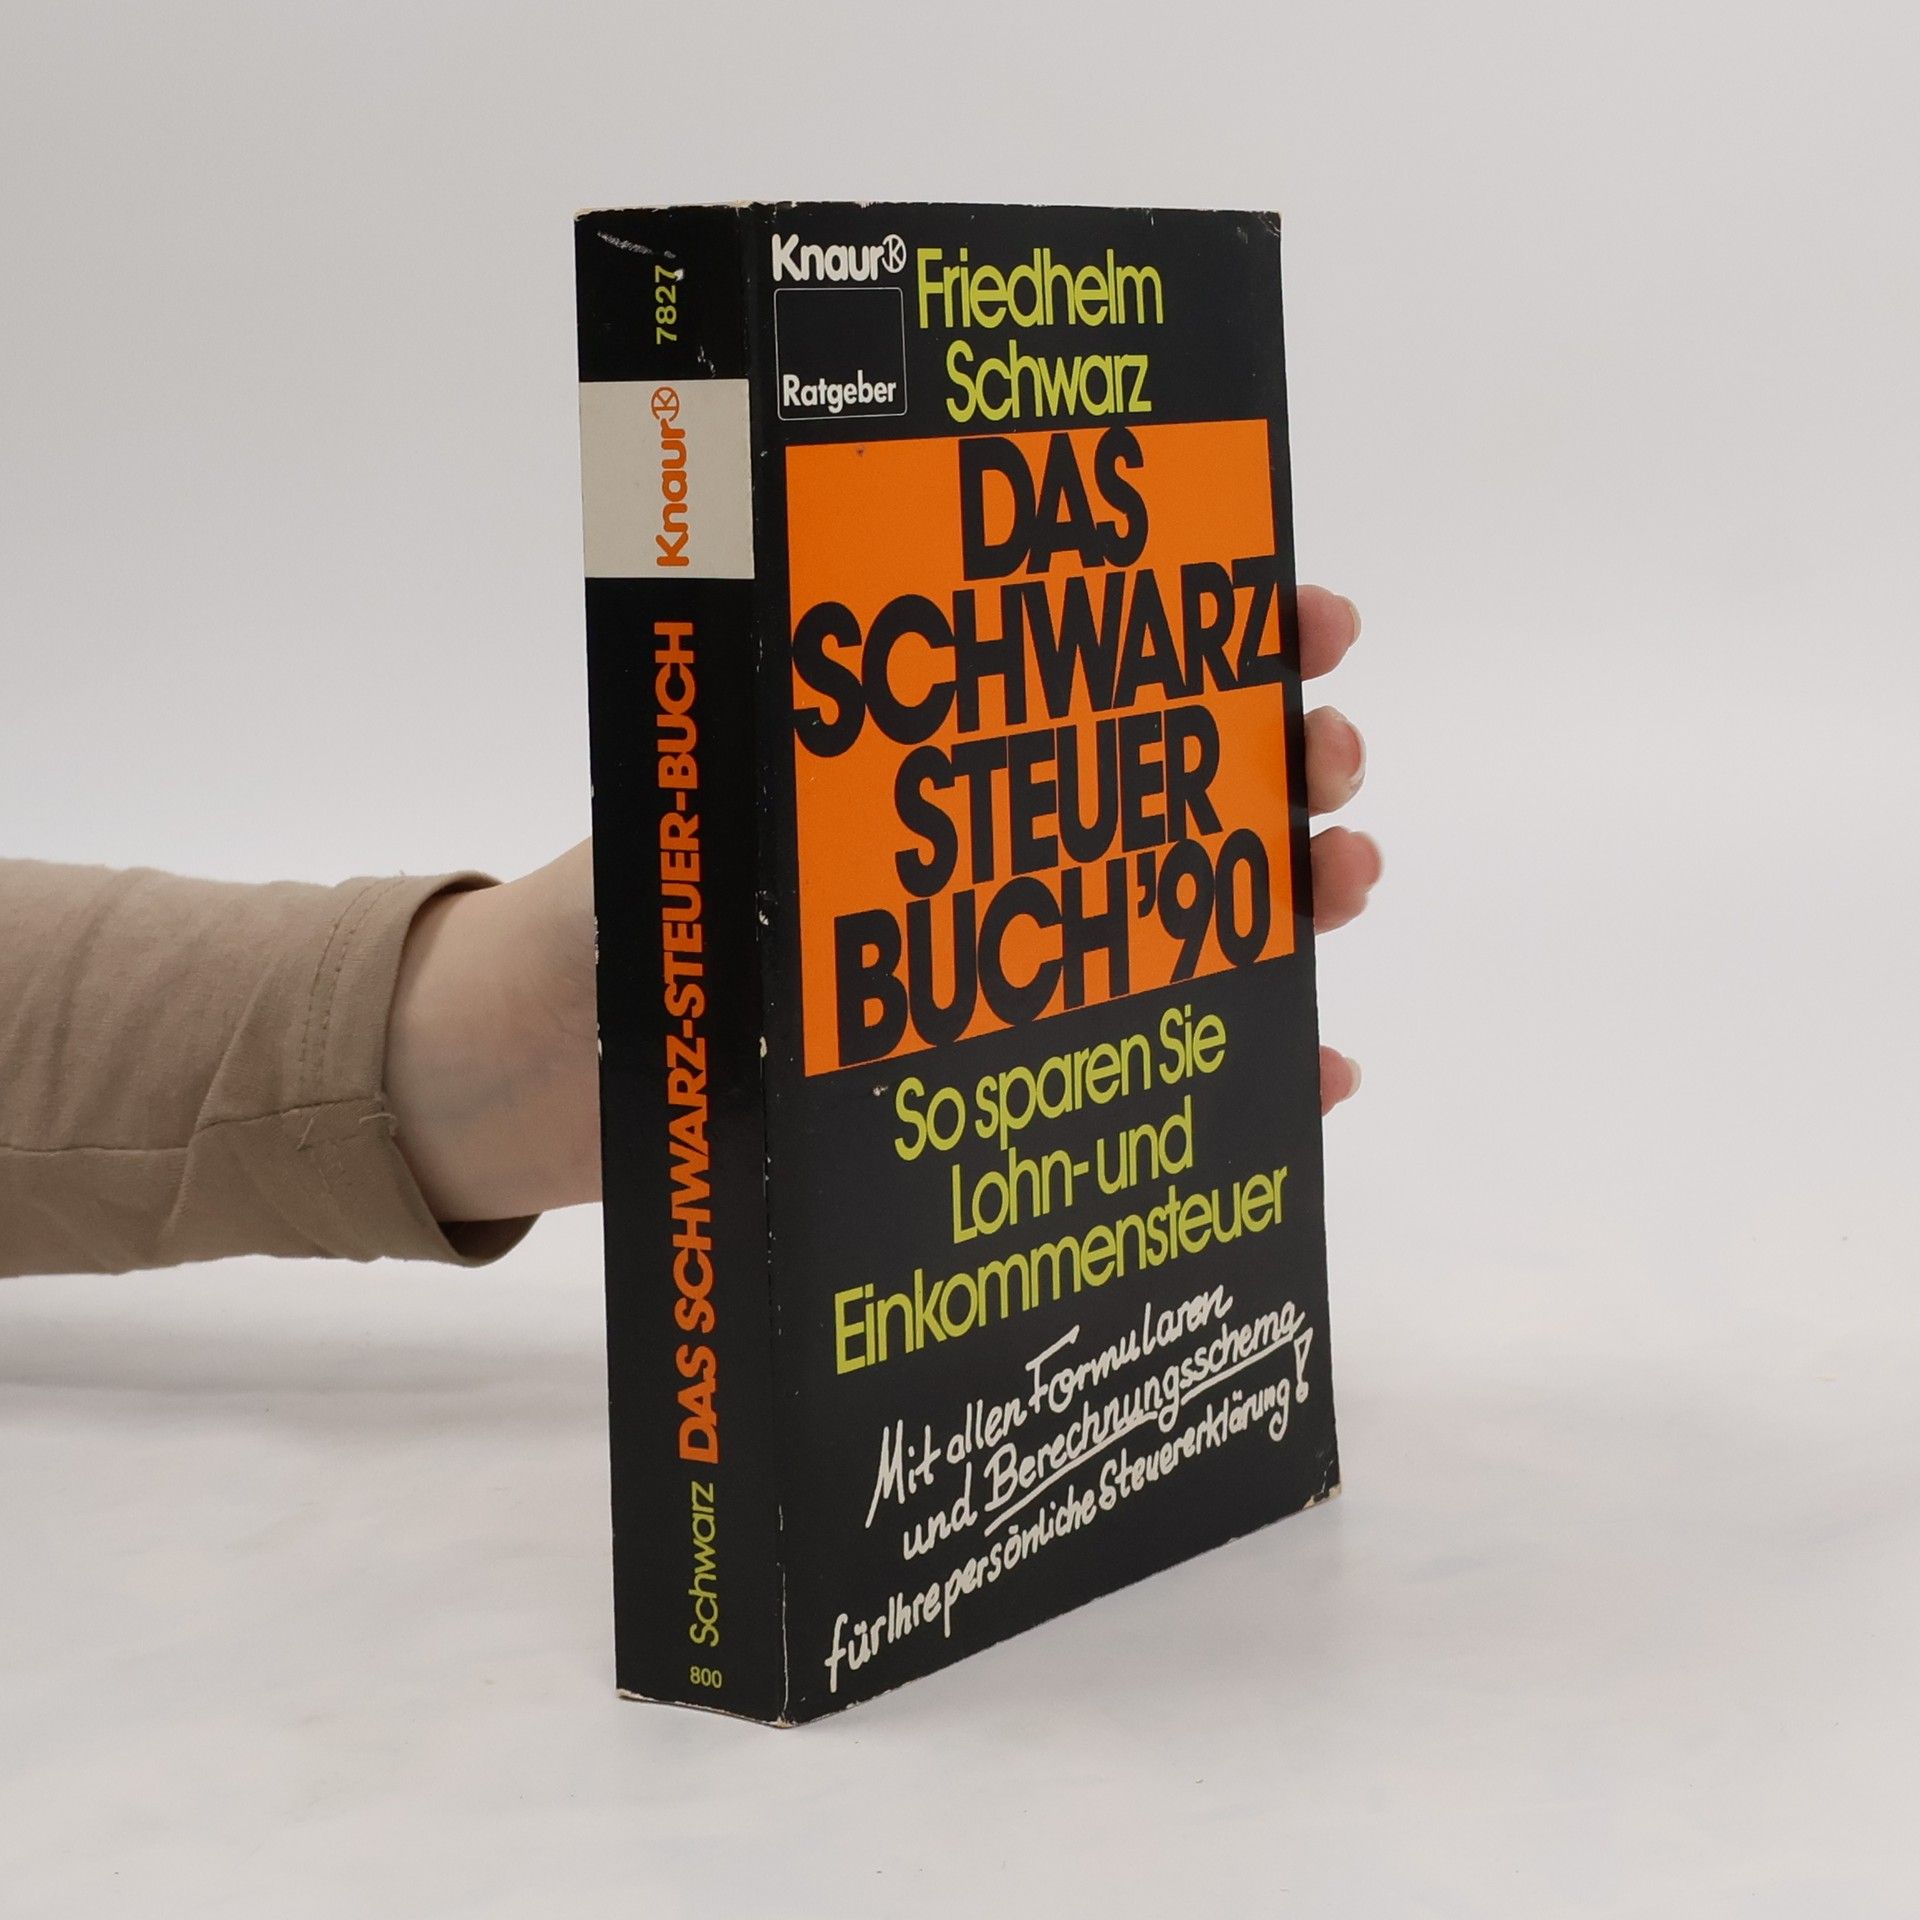 7827
Knaur
DAS SCHWARZ-STEUER-BUCH
Schwarz
800
Knaur
Ratgeber
Friedhelm
Schwarz
DAS
SCHWARZ
STEUER
BUCH '90
So sparen Sie
Lohn- und
Einkommensteuer
Mit allen Formularen
und Berechnungsschema
für Ihre persönliche Steuererklärung!